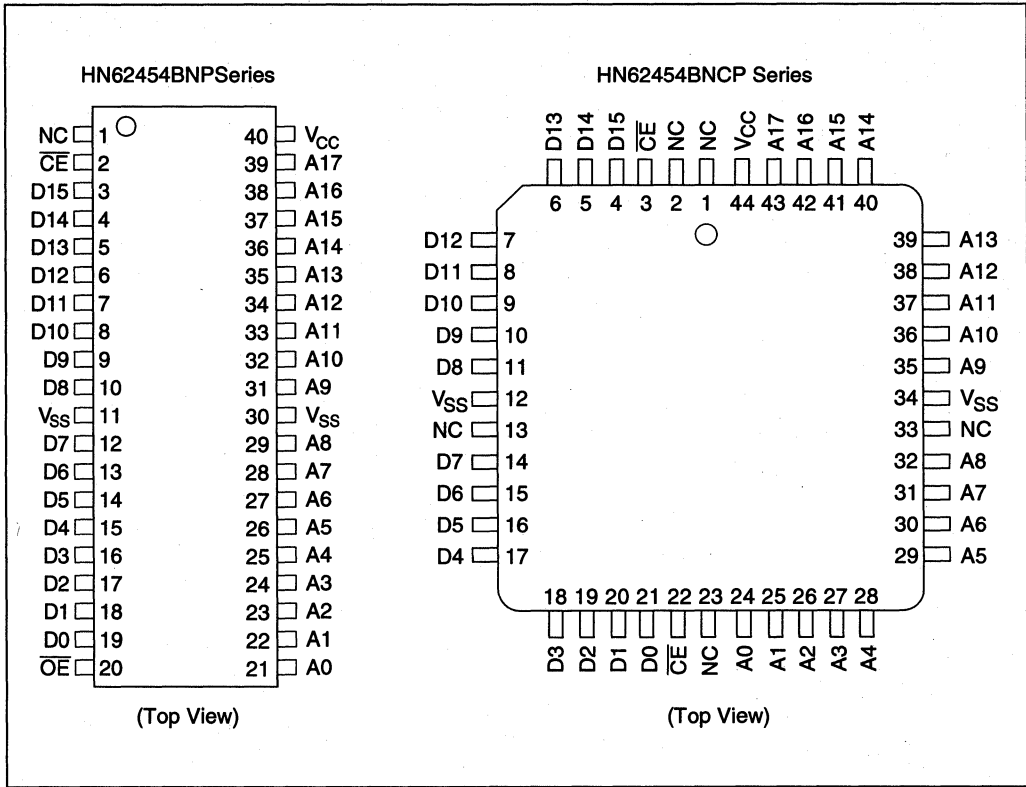 HN62454BNPSeries
NC 1 40 VCC
C̅E̅ 2 39 A17
D15 3 38 A16
D14 4 37 A15
D13 5 36 A14
D12 6 35 A13
D11 7 34 A12
D10 8 33 A11
D9 9 32 A10
D8 10 31 A9
VSS 11 30 VSS
D7 12 29 A8
D6 13 28 A7
D5 14 27 A6
D4 15 26 A5
D3 16 25 A4
D2 17 24 A3
D1 18 23 A2
D0 19 22 A1
O̅E̅ 20 21 A0
(Top View)
HN62454BNCP Series
D13 D14 D15 C̅E̅ NC NC VCC A17 A16 A15 A14
6 5 4 3 2 1 44 43 42 41 40
D12 7 39 A13
D11 8 38 A12
D10 9 37 A11
D9 10 36 A10
D8 11 35 A9
VSS 12 34 VSS
NC 13 33 NC
D7 14 32 A8
D6 15 31 A7
D5 16 30 A6
D4 17 29 A5
18 19 20 21 22 23 24 25 26 27 28
D3 D2 D1 D0 C̅E̅ NC A0 A1 A2 A3 A4
(Top View)